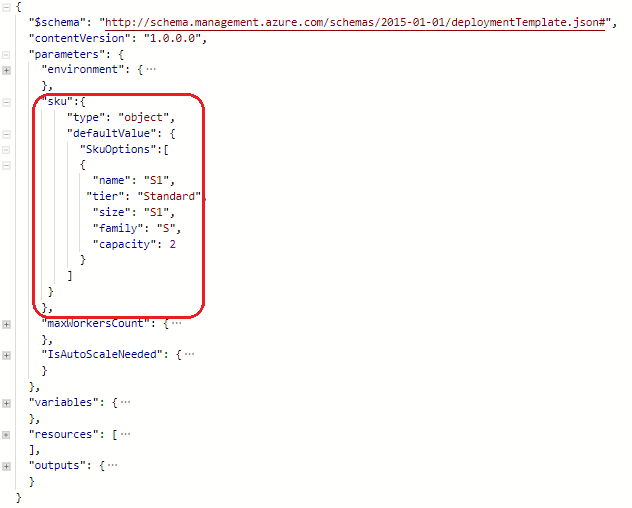 {
"$schema": "http://schema.management.azure.com/schemas/2015-01-01/deploymentTemplate.json#",
"contentVersion": "1.0.0.0",
"parameters": {
"environment": {...
},
"sku":{
"type": "object",
"defaultValue": {
"SkuOptions":[
{
"name": "S1",
"tier": "Standard",
"size": "S1",
"family": "S",
"capacity": 2
}
]
}
},
"maxWorkersCount": {...
},
"IsAutoScaleNeeded": {...
}
},
"variables": {...
},
"resources": [...
],
"outputs": {...
}
}